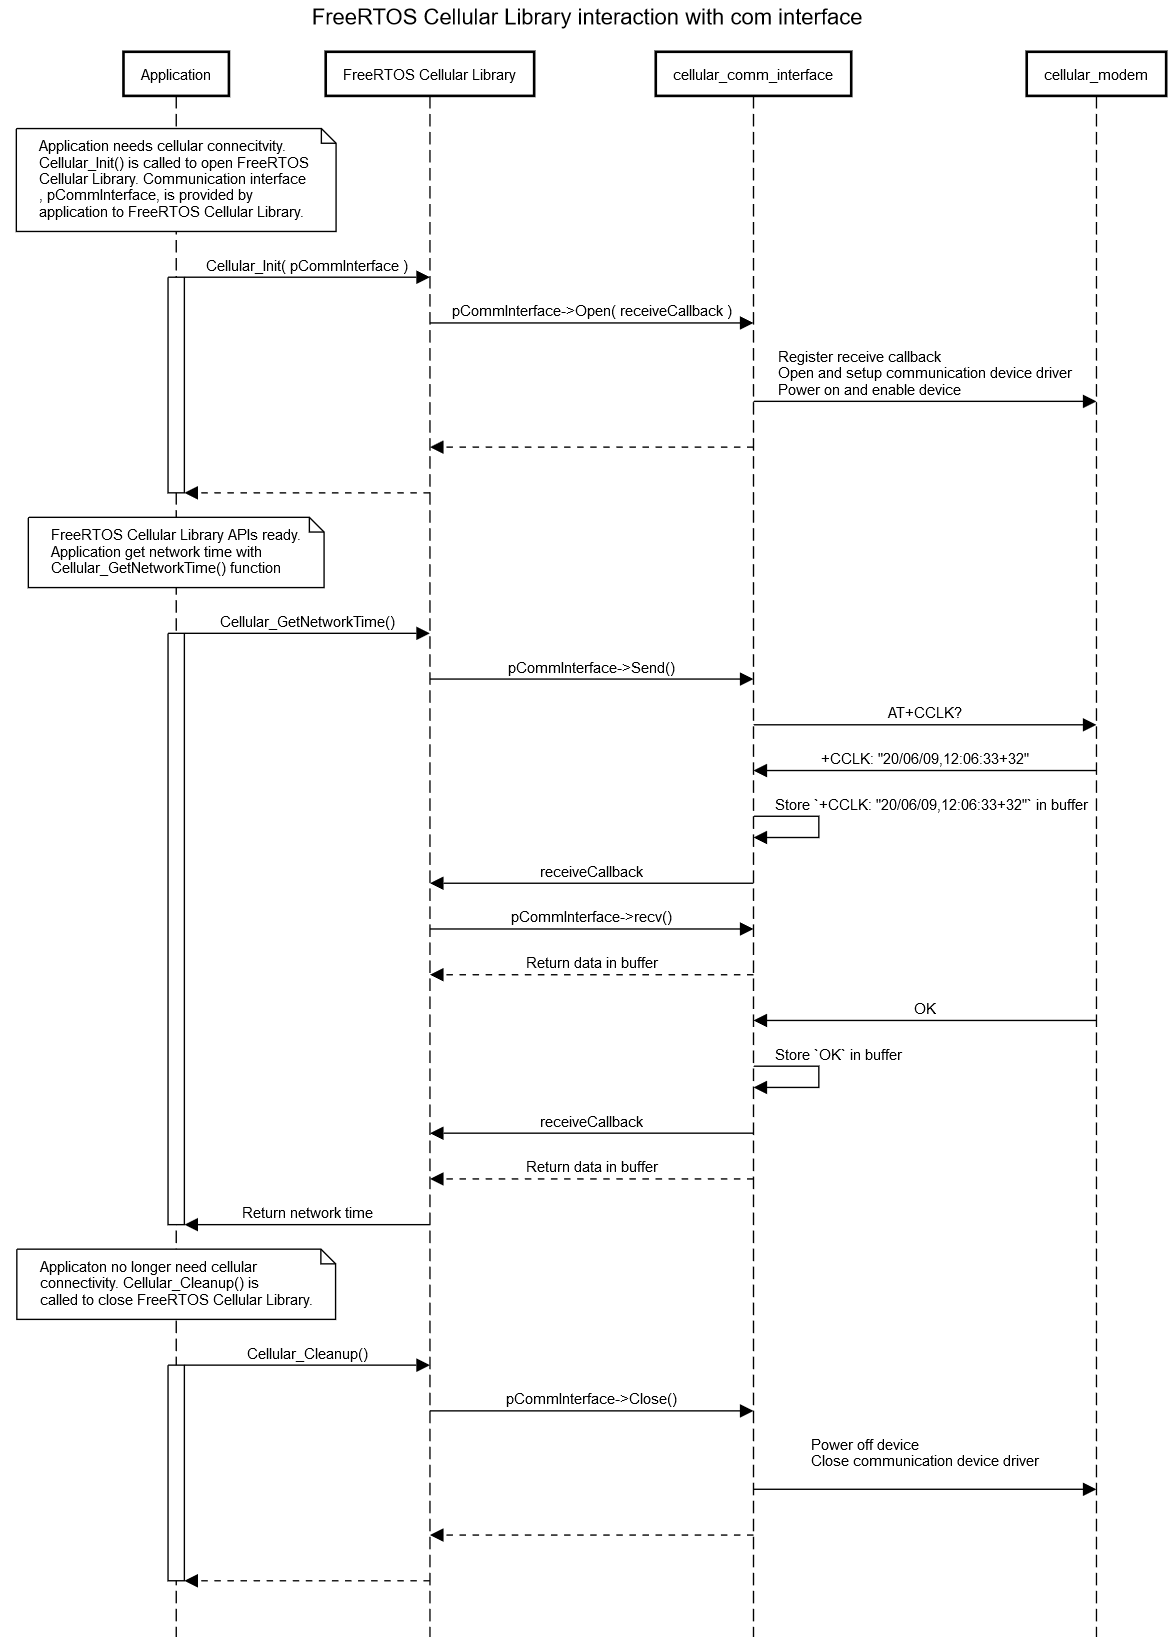 FreeRTOS Cellular Library interaction with com interface
Application
FreeRTOS Cellular Library
cellular_comm_interface
cellular_modem
Application needs cellular connecitvity.
Cellular_Init() is called to open FreeRTOS
Cellular Library. Communication interface
, pCommInterface, is provided by
application to FreeRTOS Cellular Library.
Cellular_Init( pCommInterface )
pCommInterface->Open( receiveCallback )
Register receive callback
Open and setup communication device driver
Power on and enable device
FreeRTOS Cellular Library APIs ready.
Application get network time with
Cellular_GetNetworkTime() function
Cellular_GetNetworkTime()
pCommInterface->Send()
AT+CCLK?
+CCLK: "20/06/09,12:06:33+32"
Store `+CCLK: "20/06/09,12:06:33+32"` in buffer
receiveCallback
pCommInterface->recv()
Return data in buffer
OK
Store `OK` in buffer
receiveCallback
Return data in buffer
Return network time
Applicaton no longer need cellular
connectivity. Cellular_Cleanup() is
called to close FreeRTOS Cellular Library.
Cellular_Cleanup()
pCommInterface->Close()
Power off device
Close communication device driver